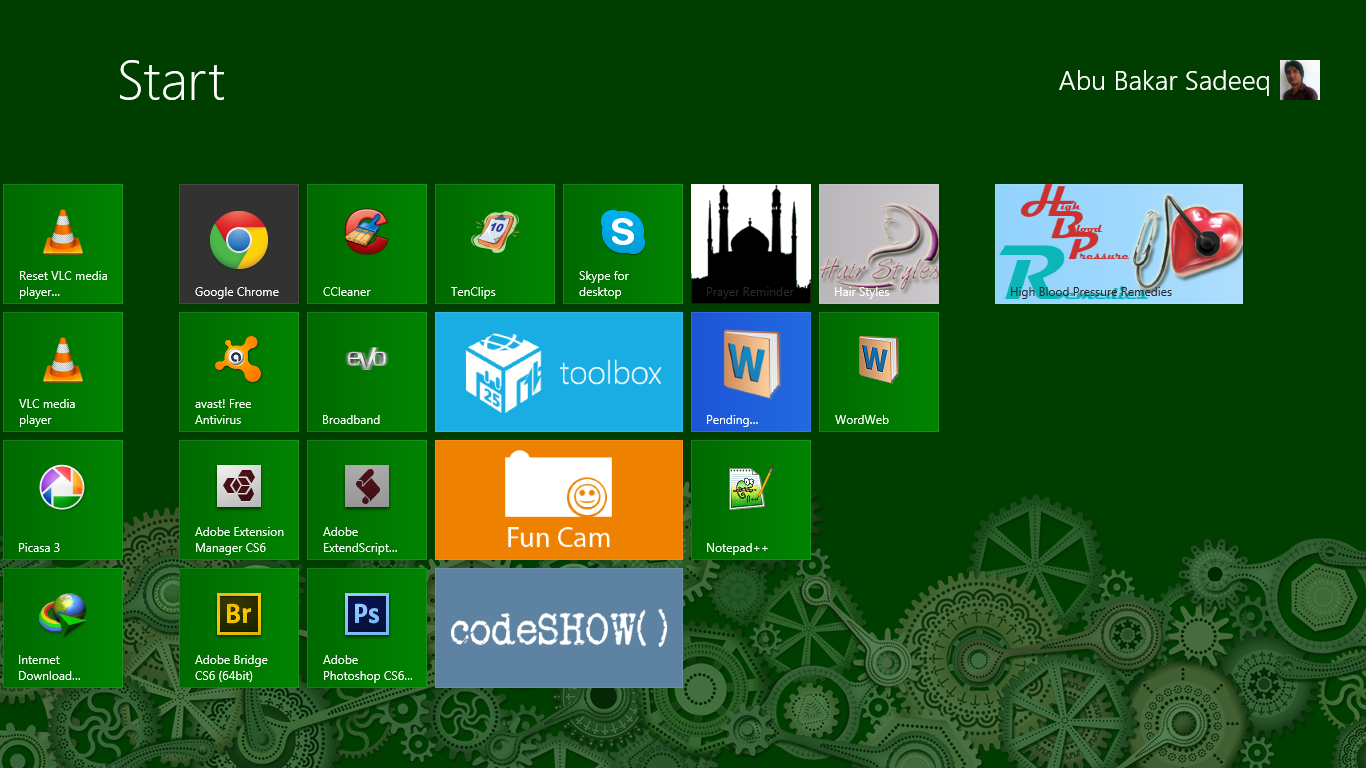 Start
Abu Bakar Sadeeq
Reset VLC media
player...
Google Chrome
CCleaner
10
TenClips
S
Skype for
desktop
Prayer Reminder
Hair Styles
Hair Styles
High
Blood
Pressure
Remedies
High Blood Pressure Remedies
VLC media
player
a
avast! Free
Antivirus
evo
Broadband
25
toolbox
W
Pending...
W
WordWeb
Picasa 3
Adobe Extension
Manager CS6
Adobe
ExtendScript...
Fun Cam
Notepad++
Internet
Download...
Br
Adobe Bridge
CS6 (64bit)
Ps
Adobe
Photoshop CS6...
codeSHOW()